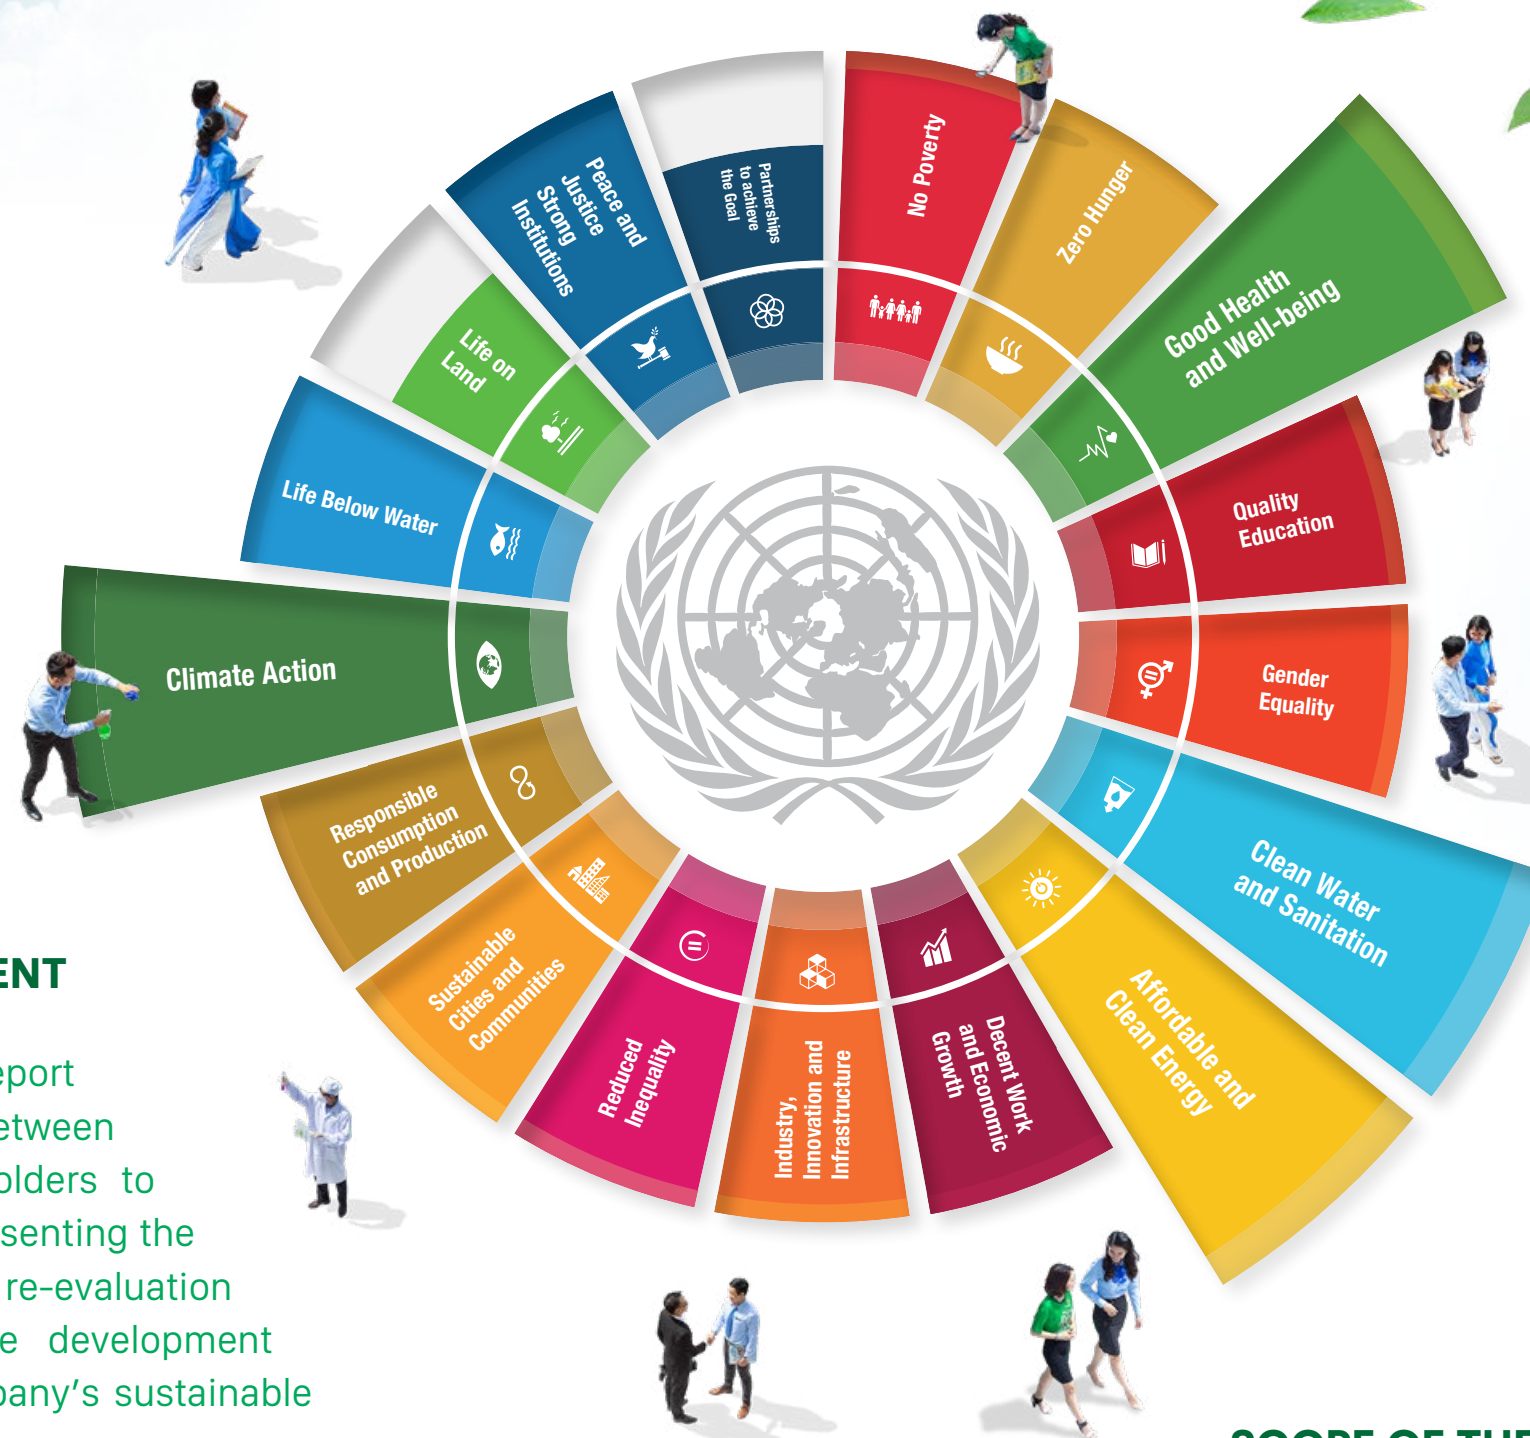 No Poverty
Zero Hunger
Good Health
and Well-being
Quality
Education
Gender
Equality
Clean Water
and Sanitation
Affordable and
Clean Energy
Decent Work
and Economic
Growth
Industry,
Innovation and
Infrastructure
Reduced
Inequality
Sustainable
Cities and
Communities
Responsible
Consumption
and Production
Climate Action
Life Below Water
Life on
Land
Peace and
Justice
Strong
Institutions
Partnerships
to achieve
the Goal
ENT
eport
etween
olders to
senting the
re-evaluation
e development
pany's sustainable
SCOPE OF THE